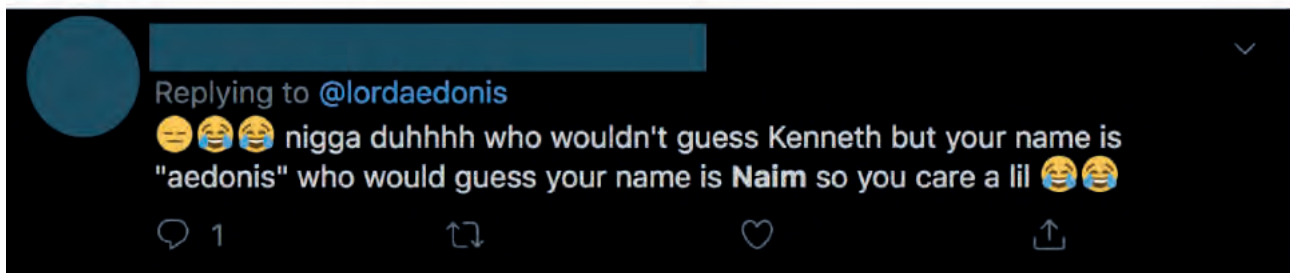 Replying to @lordaedonis
😑😂😂 nigga duhhhh who wouldn't guess Kenneth but your name is
"aedonis" who would guess your name is Naim so you care a lil 😂😂
1